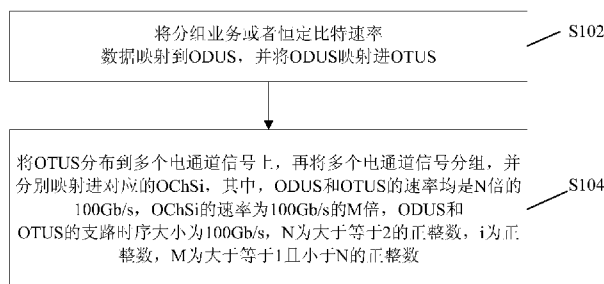 将分组业务或者恒定比特速率
数据映射到ODUS，并将ODUS映射进OTUS
S102
将OTUS分布到多个电通道信号上，再将多个电通道信号分组，并
分别映射进对应的OChSi，其中，ODUS和OTUS的速率均是N倍的
100Gb/s，OChSi的速率为100Gb/s的M倍，ODUS和
OTUS的支路时序大小为100Gb/s，N为大于等于2的正整数，i为正
整数，M为大于等于1且小于N的正整数
S104